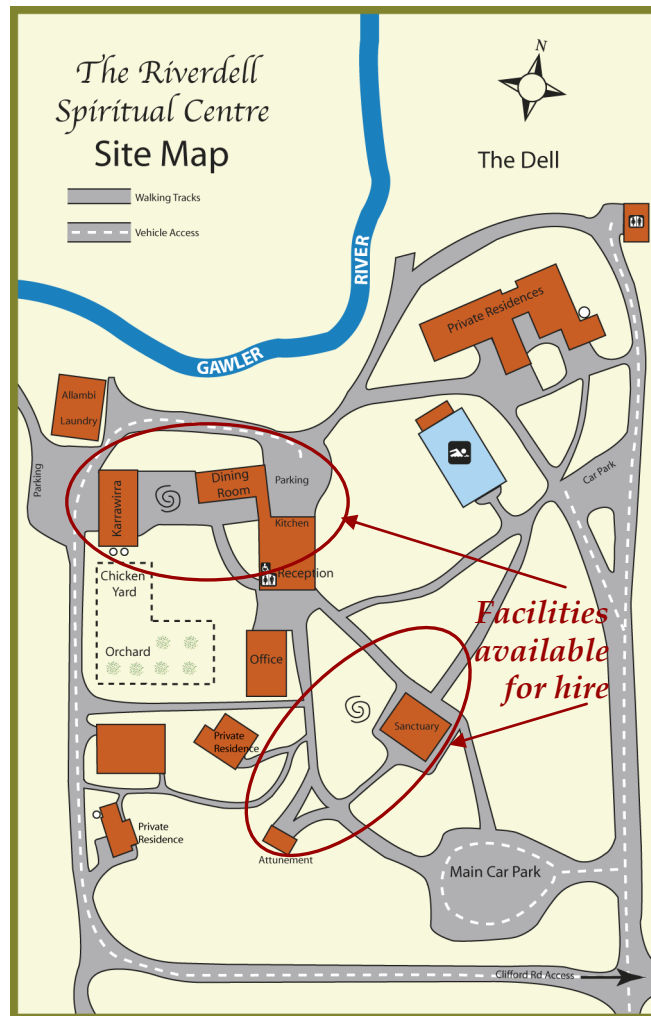 The Riverdell
Spiritual Centre
Site Map
N
The Dell
Walking Tracks
Vehicle Access
RIVER
GAWLER
Private Residences
Allambi
Laundry
Parking
Karrawirra
Dining
Room
Parking
Kitchen
Car Park
Reception
Chicken
Yard
Orchard
Office
Facilities
available
for hire
Sanctuary
Private
Residence
Private
Residence
Attunement
Main Car Park
Clifford Rd Access